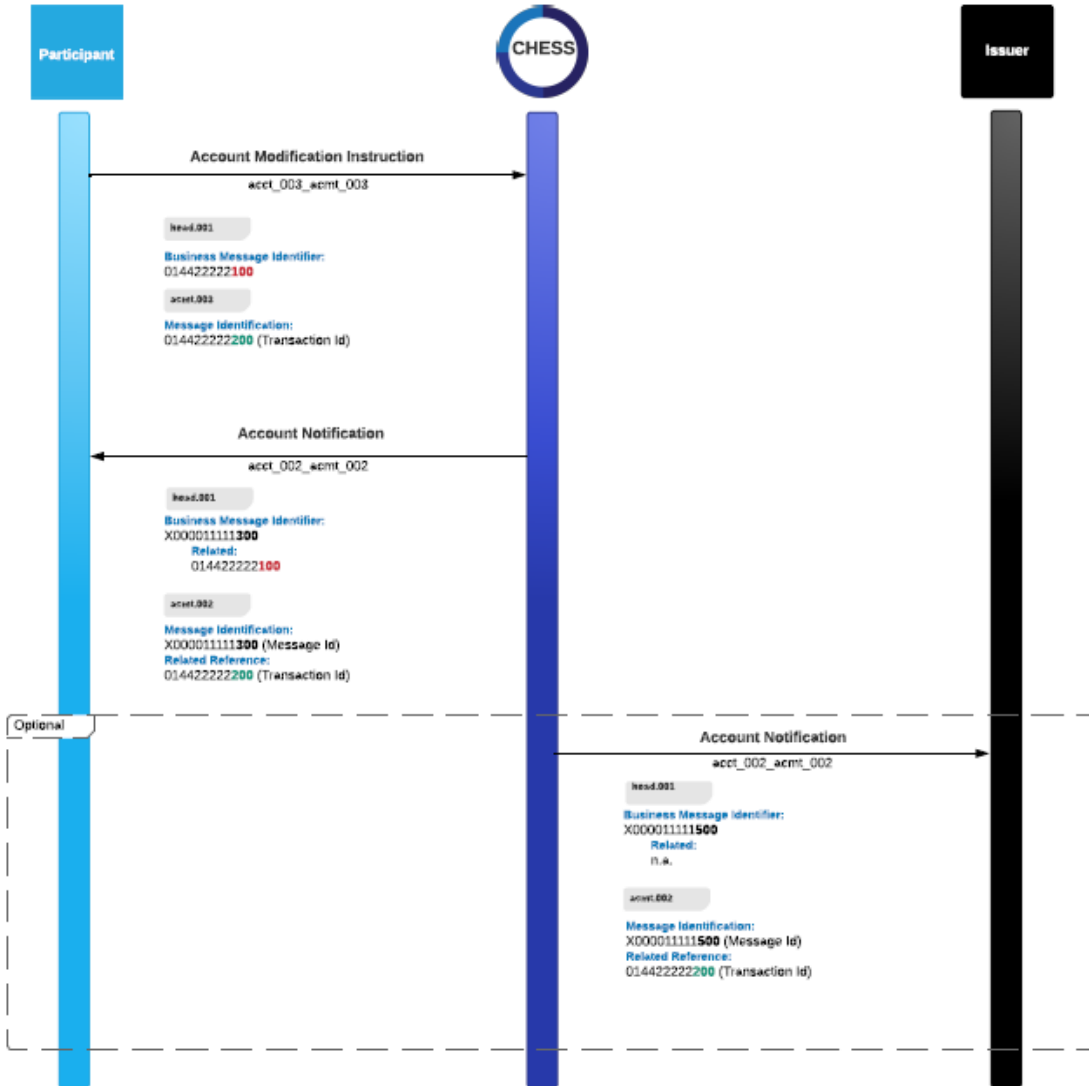 Participant
CHESS
Issuer
Account Modification Instruction
acct_003_acmt_003
head.001
Business Message Identifier:
014422222100
acmt.003
Message Identification:
014422222200 (Transaction Id)
Account Notification
acct_002_acmt_002
head.001
Business Message Identifier:
X000011111300
Related:
014422222100
acmt.002
Message Identification:
X000011111300 (Message Id)
Related Reference:
014422222200 (Transaction Id)
Optional
Account Notification
acct_002_acmt_002
head.001
Business Message Identifier:
X000011111500
Related:
n.a.
acmt.002
Message Identification:
X000011111500 (Message Id)
Related Reference:
014422222200 (Transaction Id)